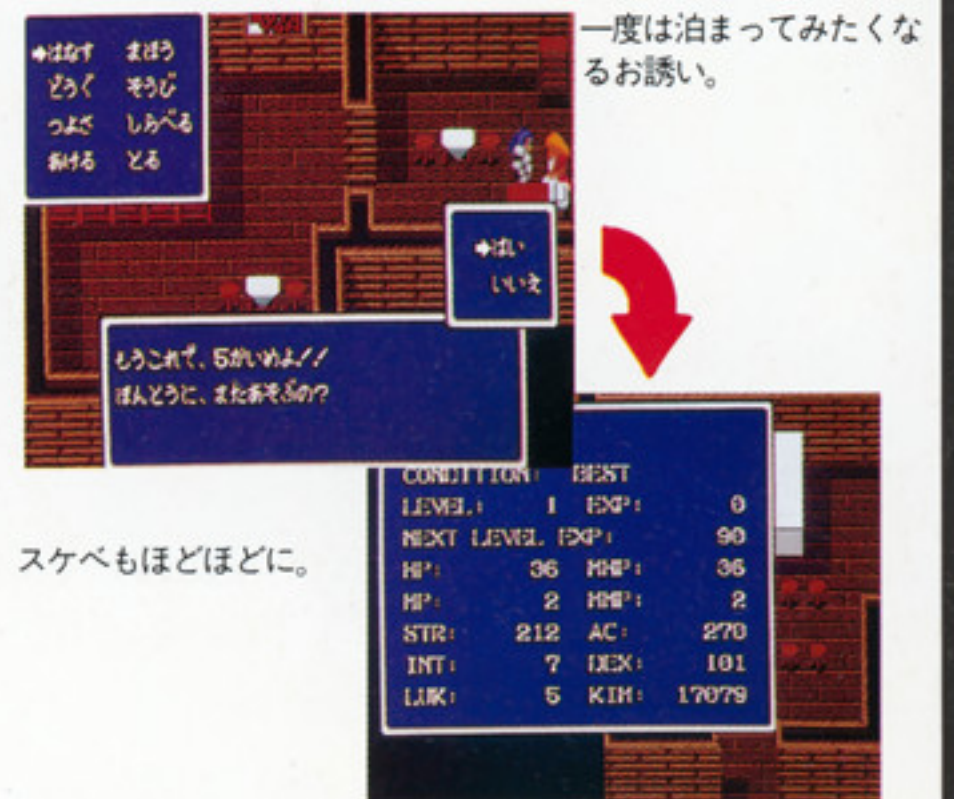 一度は泊まってみたくな
るお誘い。
➡はなす まほう
どうぐ そうび
つよさ しらべる
あける とる
➡はい
いいえ
もうこれで、5かいめよ!!
ほんとうに、またあそぶの?
スケベもほどほどに。
CONDITION: BEST
LEVEL: 1 EXP: 0
NEXT LEVEL EXP: 90
HP: 36 MHP: 36
MP: 2 MMP: 2
STR: 212 AC: 270
INT: 7 DEX: 101
LUK: 5 KIM: 17079